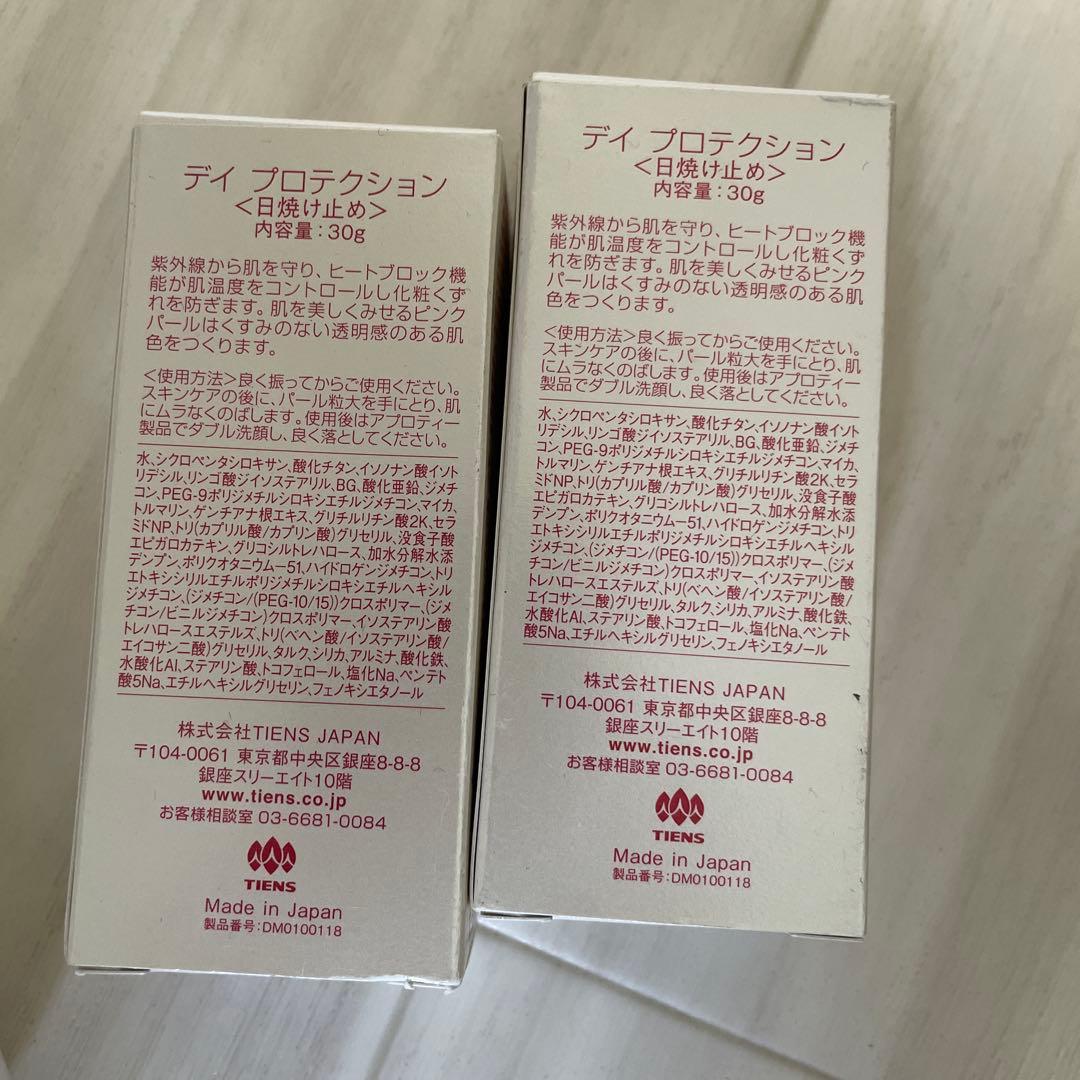 デイ プロテクション
<日焼け止め>
内容量：30g
紫外線から肌を守り、ヒートブロック機
能が肌温度をコントロールし化粧くず
れを防ぎます。肌を美しくみせるピンク
パールはくすみのない透明感のある肌
色をつくります。
<使用方法>良く振ってからご使用ください。
スキンケアの後に、パール粒大を手にとり、肌
にムラなくのばします。使用後はアプロティー
製品でダブル洗顔し、良く落としてください。
水、シクロペンタシロキサン、酸化チタン、イソノナン酸イソト
リデシル、リンゴ酸ジイソステアリル、BG、酸化亜鉛、ジメチ
コン、PEG-9ポリジメチルシロキシエチルジメチコン、マイカ、
トルマリン、ゲンチアナ根エキス、グリチルリチン酸2K、セラ
ミドNP、トリ(カプリル酸/カプリン酸)グリセリル、没食子酸
エピガロカテキン、グリコシルトレハロース、加水分解水添
デンプン、ポリクオタニウムー51、ハイドロゲンジメチコン、トリ
エトキシシリルエチルポリジメチルシロキシエチルヘキシル
ジメチコン、(ジメチコン/(PEG-10/15))クロスポリマー、(ジメ
チコン/ビニルジメチコン)クロスポリマー、イソステアリン酸
トレハロースエステルズ、トリ(ベヘン酸/イソステアリン酸/
エイコサン二酸)グリセリル、タルク、シリカ、アルミナ、酸化鉄、
水酸化Al、ステアリン酸、トコフェロール、塩化Na、ペンテト
酸5Na、エチルヘキシルグリセリン、フェノキシエタノール
株式会社TIENS JAPAN
〒104-0061 東京都中央区銀座8-8-8
銀座スリーエイト10階
www.tiens.co.jp
お客様相談室 03-6681-0084
TIENS
Made in Japan
製品番号：DM0100118
デイ プロテクション
<日焼け止め>
内容量：30g
紫外線から肌を守り、ヒートブロック機
能が肌温度をコントロールし化粧くず
れを防ぎます。肌を美しくみせるピンク
パールはくすみのない透明感のある肌
色をつくります。
<使用方法>良く振ってからご使用ください。
スキンケアの後に、パール粒大を手にとり、肌
にムラなくのばします。使用後はアプロティー
製品でダブル洗顔し、良く落としてください。
水、シクロペンタシロキサン、酸化チタン、イソノナン酸イソト
リデシル、リンゴ酸ジイソステアリル、BG、酸化亜鉛、ジメチ
コン、PEG-9ポリジメチルシロキシエチルジメチコン、マイカ、
トルマリン、ゲンチアナ根エキス、グリチルリチン酸2K、セラ
ミドNP、トリ(カプリル酸/カプリン酸)グリセリル、没食子酸
エピガロカテキン、グリコシルトレハロース、加水分解水添
デンプン、ポリクオタニウムー51、ハイドロゲンジメチコン、トリ
エトキシシリルエチルポリジメチルシロキシエチルヘキシル
ジメチコン、(ジメチコン/(PEG-10/15))クロスポリマー、(ジメ
チコン/ビニルジメチコン)クロスポリマー、イソステアリン酸
トレハロースエステルズ、トリ(ベヘン酸/イソステアリン酸/
エイコサン二酸)グリセリル、タルク、シリカ、アルミナ、酸化鉄、
水酸化Al、ステアリン酸、トコフェロール、塩化Na、ペンテト
酸5Na、エチルヘキシルグリセリン、フェノキシエタノール
株式会社TIENS JAPAN
〒104-0061 東京都中央区銀座8-8-8
銀座スリーエイト10階
www.tiens.co.jp
お客様相談室 03-6681-0084
TIENS
Made in Japan
製品番号：DM0100118